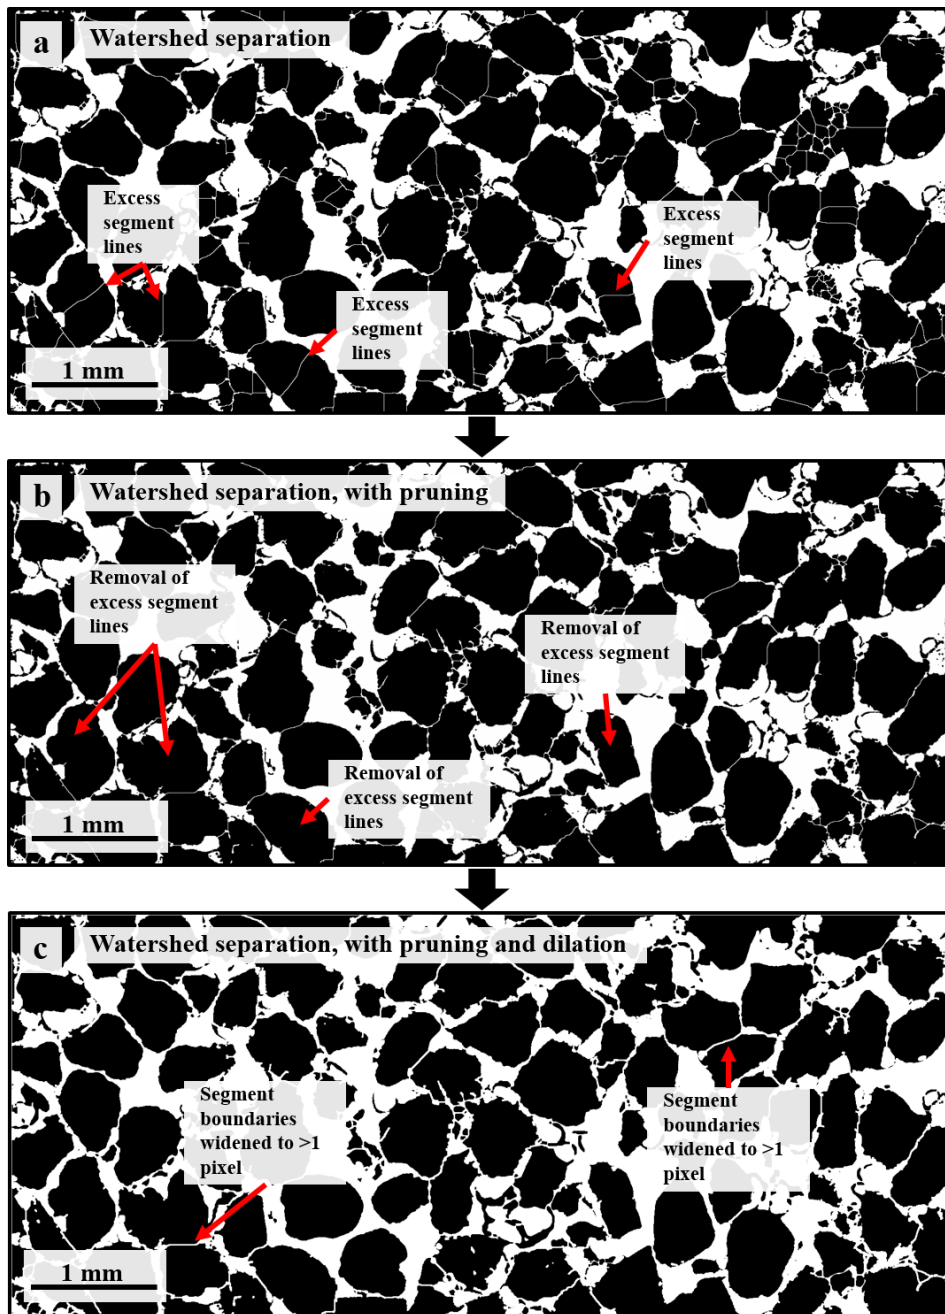 a Watershed separation
Excess
segment
lines
Excess
segment
lines
Excess
segment
lines
1 mm
b Watershed separation, with pruning
Removal of
excess segment
lines
Removal of
excess segment
lines
Removal of
excess segment
lines
1 mm
c Watershed separation, with pruning and dilation
Segment
boundaries
widened to >1
pixel
Segment
boundaries
widened to >1
pixel
1 mm